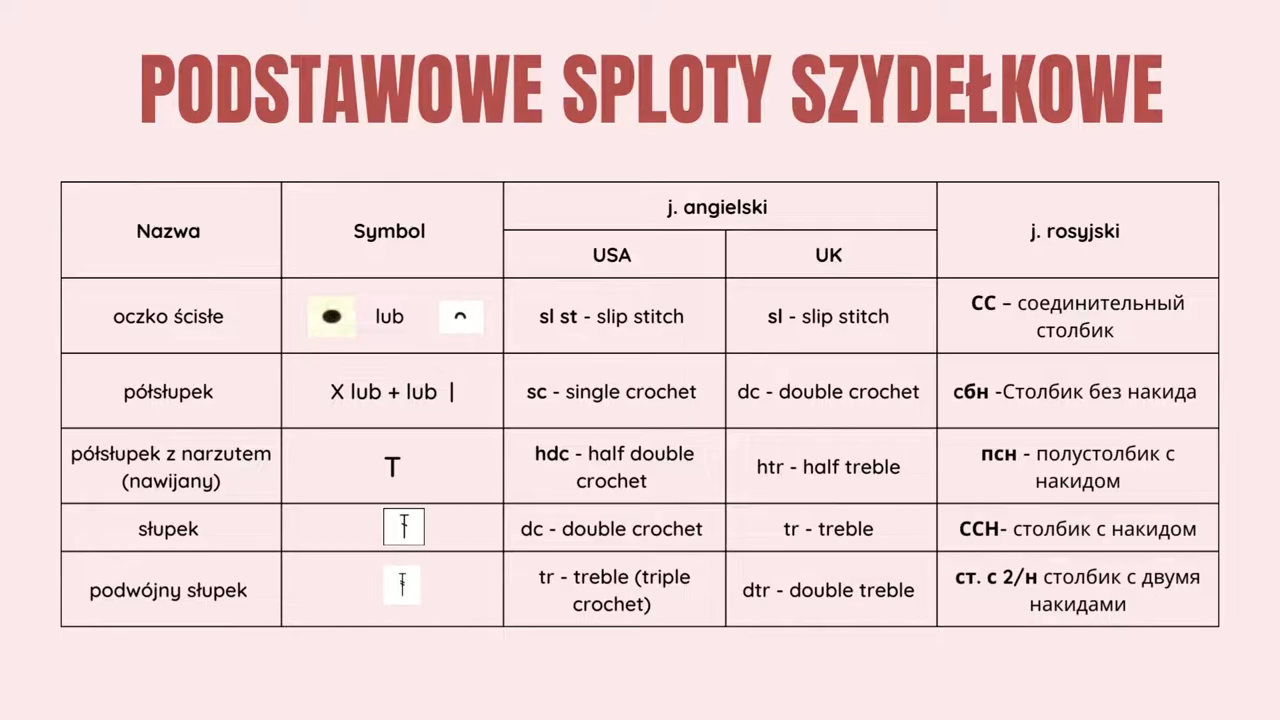 PODSTAWOWE SPLOTY SZYDEŁKOWE
Nazwa
Symbol
j. angielski
j. rosyjski
USA
UK
oczko ścisłe
lub
sl st - slip stitch
sl - slip stitch
СС – соединительный
столбик
półsłupek
X lub + lub |
sc - single crochet
dc - double crochet
сбн -Столбик без накида
półsłupek z narzutem
(nawijany)
T
hdc - half double
crochet
htr - half treble
псн - полустолбик с
накидом
słupek
dc - double crochet
tr - treble
ССН- столбик с накидом
podwójny słupek
tr - treble (triple
crochet)
dtr - double treble
ст. с 2/н столбик с двумя
накидами